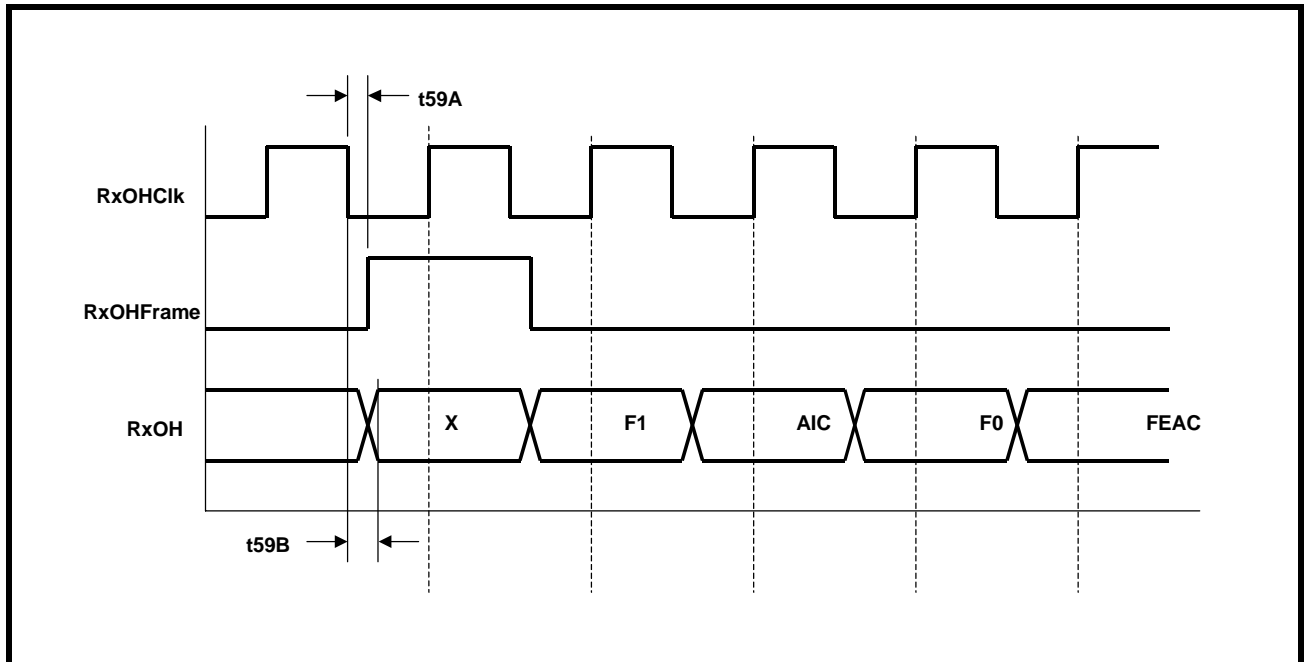 t59A
RxOHClk
RxOHFrame
RxOH
X
F1
AIC
F0
FEAC
t59B